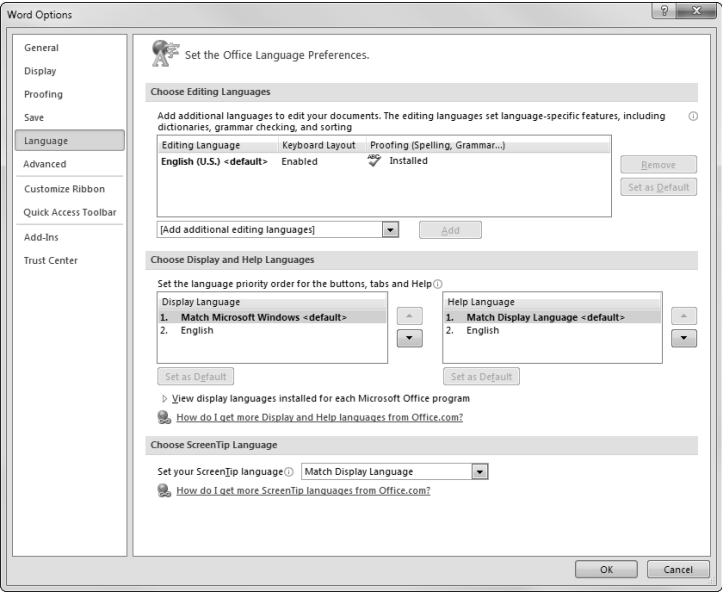 Word Options
General
Display
Proofing
Save
Language
Advanced
Customize Ribbon
Quick Access Toolbar
Add-Ins
Trust Center
Set the Office Language Preferences.
Choose Editing Languages
Add additional languages to edit your documents. The editing languages set language-specific features, including
dictionaries, grammar checking, and sorting
Editing Language Keyboard Layout Proofing (Spelling, Grammar...)
English (U.S.) <default> Enabled Installed
Remove
Set as Default
[Add additional editing languages] Add
Choose Display and Help Languages
Set the language priority order for the buttons, tabs and Help
Display Language
1. Match Microsoft Windows <default>
2. English
Set as Default
Help Language
1. Match Display Language <default>
2. English
Set as Default
View display languages installed for each Microsoft Office program
How do I get more Display and Help languages from Office.com?
Choose ScreenTip Language
Set your ScreenTip language Match Display Language
How do I get more ScreenTip languages from Office.com?
OK Cancel